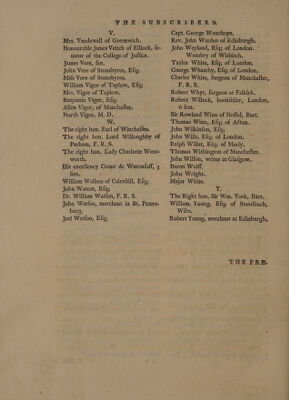 THE SUBSCRIBERS.
V.
Mrs. Vandewall of Greenwich.
Honourable James Veitch of Elliock, se-
nator of the College of Justice.
James Vere, sen.
John Vere of Stonebyres, Esq;
Miss Vere of Stonebyres.
William Vigor of Taplow, Esq;
Mrs. Vigor of Taplow.
Benjamin Vigor, Esq;
Allen Vigor, of Manchester.
North Vigor, M. D.
W.
The right hon. Earl of Winchelsea.
The right hon. Lord Willoughby of
Parham, F. R. S.
The right hon. Lady Charlotte Went-
worth.
His excellency Count de Woronsoff, 3
sets.
William Wallace of Cairnhill, Esq;
John Warcot, Esq;
Dr. William Watson, F. R. S.
John Watson, merchant in St. Peters-
burg.
Joel Watson, Esq;
Capt. George Wauchope.
Rev. John Warden of Edinburgh.
John Weyland, Esq; of London.
Wemsley of Wisbitch.
Taylor White, Esq; of London.
George Whateby, Esq; of London.
Charles White, surgeon of Manchester,
F. R. S.
Robert Whyt, surgeon at Falkirk.
Robert Willock, bookseller, London,
6 sets.
Sir Rowland Winn of Nostel, Bart.
Thomas Winn, Esq; of Acton.
John Wilkinson, Esq;
John Wills, Esq; of London.
Ralph Willet, Esq; of Merly.
Thomas Withington of Manchester.
John Wilson, writer at Glasgow.
Baron Wolff.
John Wright.
Major White.
Y.
The Right hon. Sir Wm. York, Bart.
William Young, Esq; of Standlinch,
Wilts.
Robert Young, merchant at Edinburgh.
THE PRE-